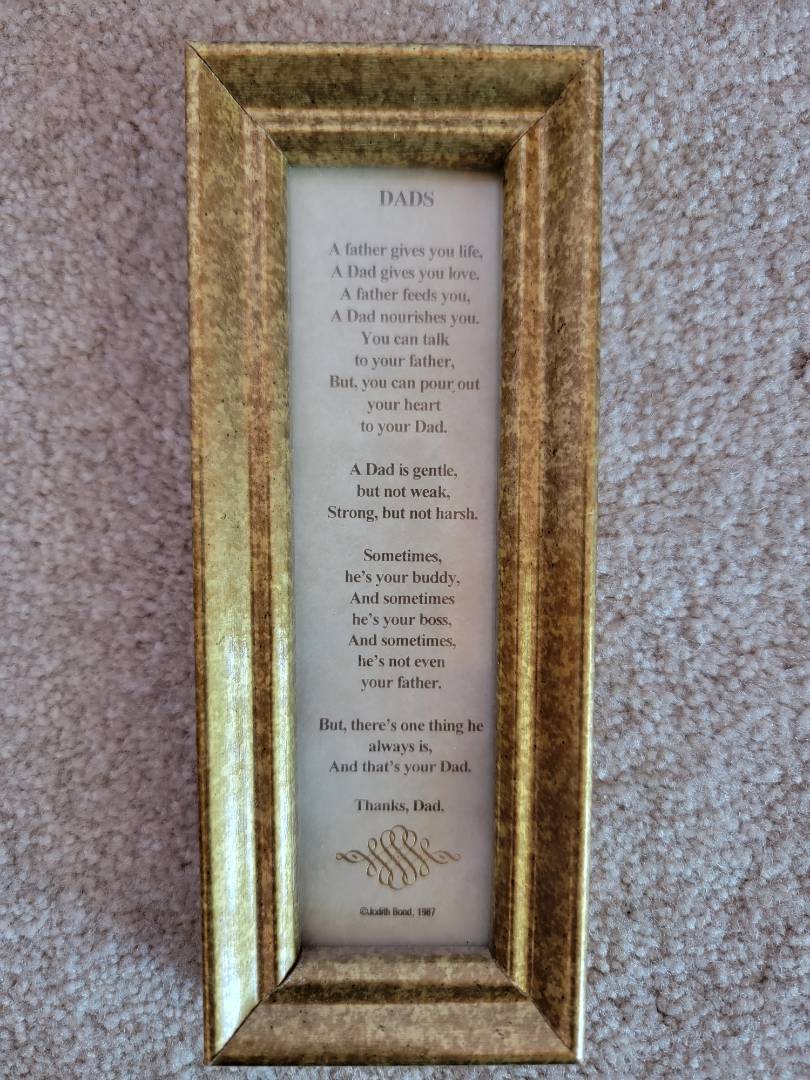 DADS
A father gives you life,
A Dad gives you love.
A father feeds you,
A Dad nourishes you.
You can talk
to your father,
But, you can pour out
your heart
to your Dad.
A Dad is gentle,
but not weak,
Strong, but not harsh.
Sometimes,
he's your buddy,
And sometimes
he's your boss,
And sometimes,
he's not even
your father.
But, there's one thing he
always is,
And that's your Dad.
Thanks, Dad.
©Judith Bond, 1987